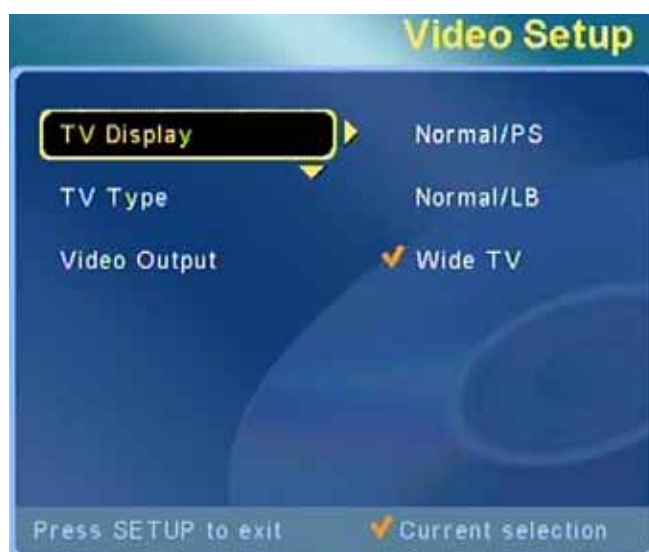 Video Setup
TV Display Normal/PS
TV Type Normal/LB
Video Output Wide TV
Press SETUP to exit Current selection